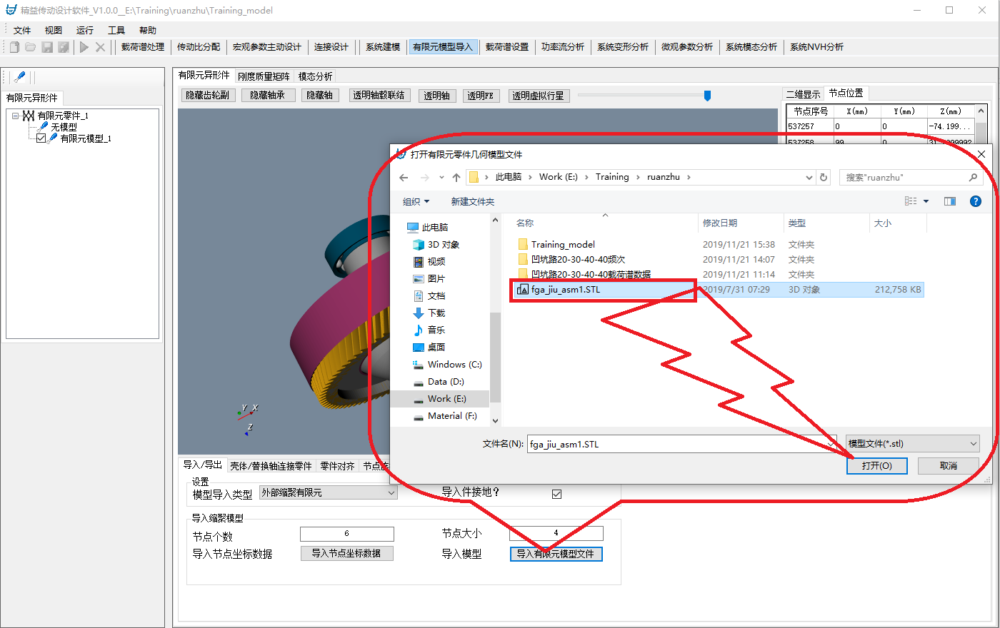 精益传动设计软件_V1.0.0__E:\Training\ruanzhu\Training_model
文件 视图 运行 工具 帮助
载荷谱处理 传动比分配 宏观参数主动设计 连接设计 系统建模 有限元模型导入 载荷谱设置 功率流分析 系统变形分析 微观参数分析 系统模态分析 系统NVH分析
有限元异形件
有限元零件_1
无模型
有限元模型_1
有限元异形件 刚度质量矩阵 模态分析
隐藏齿轮副 隐藏轴承 隐藏轴 透明轴毂联结 透明轴 透明FE 透明虚拟行星
二维显示 节点位置
节点序号 X(mm) Y(mm) Z(mm)
537257 0 0 -74.199...
537258 99 0
Y X
Z
打开有限元零件几何模型文件
此电脑 › Work (E:) › Training › ruanzhu ›
搜索"ruanzhu"
组织 新建文件夹
此电脑
3D 对象
视频
图片
文档
下载
音乐
桌面
Windows (C:)
Data (D:)
Work (E:)
Material (F:)
名称 修改日期 类型 大小
Training_model 2019/11/21 15:38 文件夹
凹坑路20-30-40-40频次 2019/11/21 14:07 文件夹
凹坑路20-30-40-40载荷谱数据 2019/11/21 11:14 文件夹
fga_jiu_asm1.STL 2019/7/31 07:29 3D 对象 212,758 KB
文件名(N): fga_jiu_asm1.STL 模型文件(*.stl)
打开(O) 取消
导入/导出 壳体/替换轴连接零件 零件对齐 节点连
设置
模型导入类型 外部缩聚有限元 导入件接地?
导入缩聚模型
节点个数 6 节点大小 4
导入节点坐标数据 导入节点坐标数据 导入模型 导入有限元模型文件